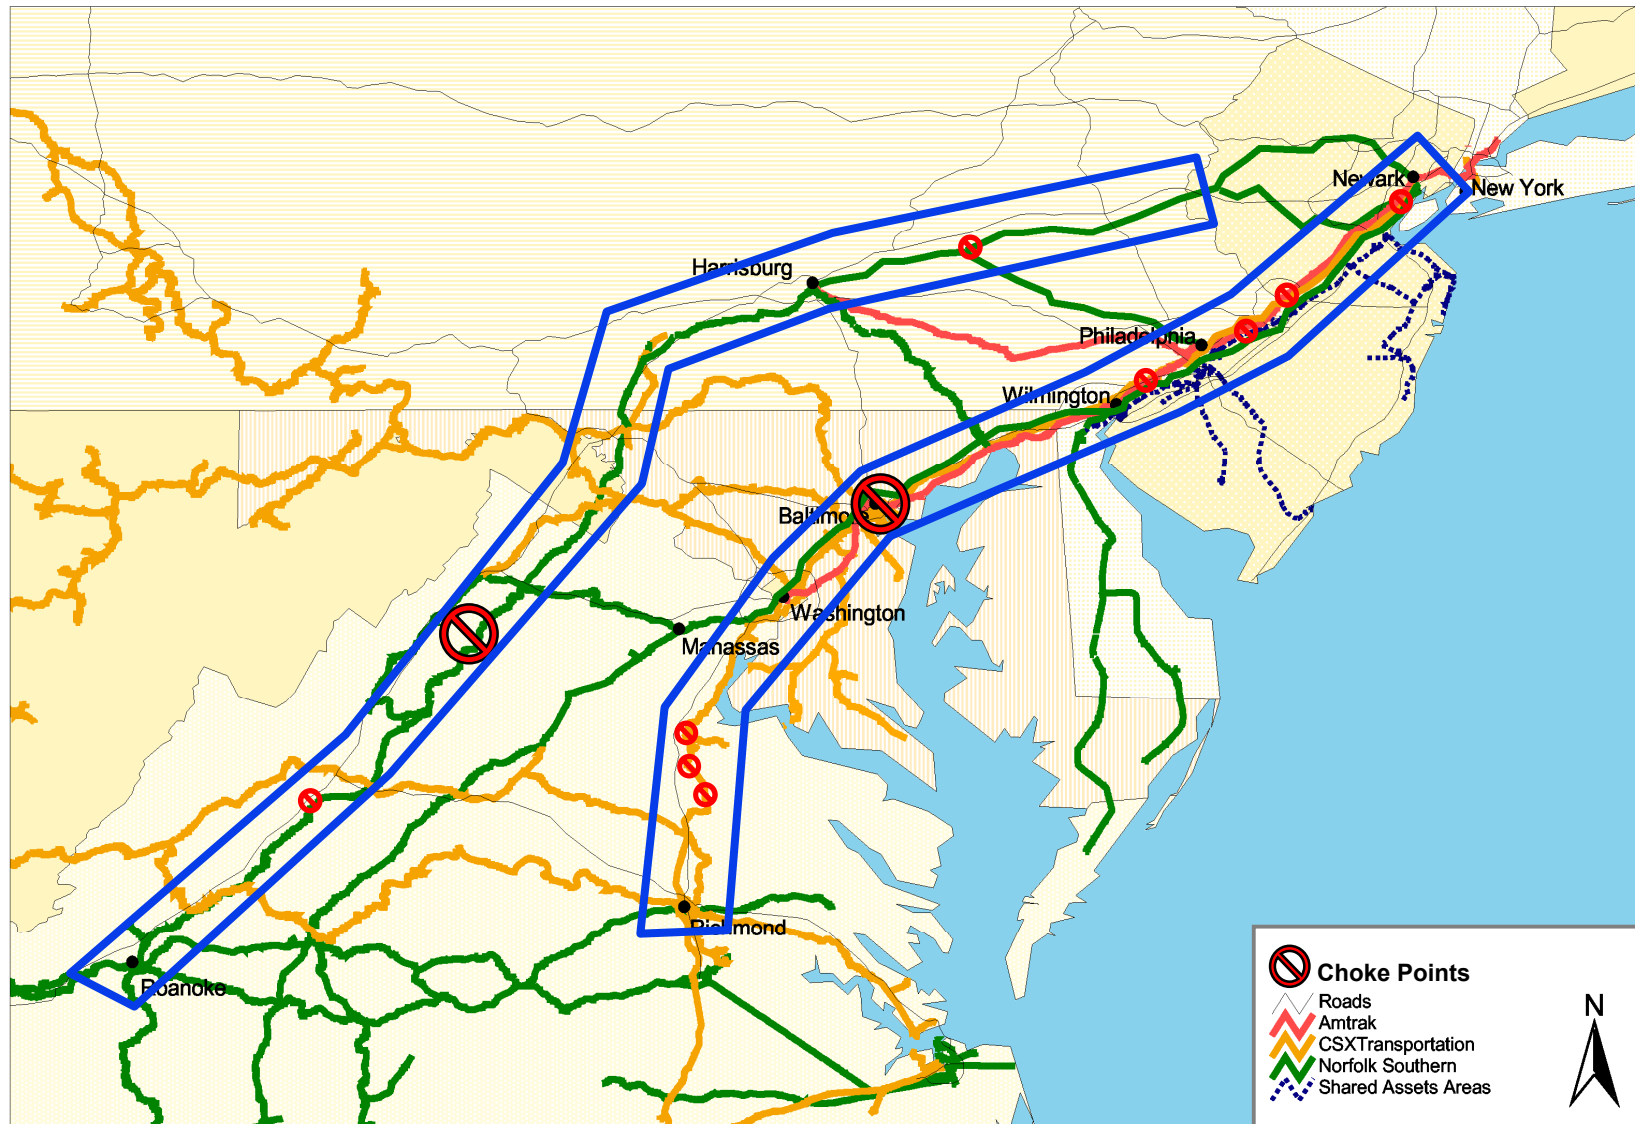 Newark
New York
Harrisburg
Philadelphia
Wilmington
Baltimore
Washington
Manassas
Richmond
Roanoke
Choke Points
Roads
Amtrak
CSXTransportation
Norfolk Southern
Shared Assets Areas
N